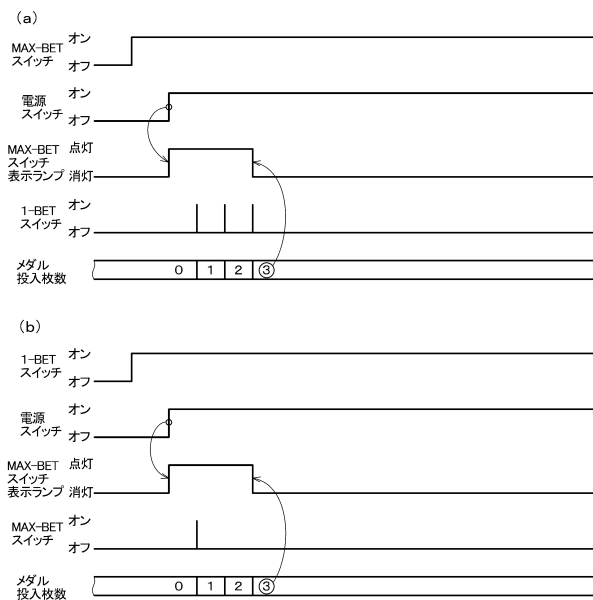 (a)
MAX-BET
スイッチ
オン
オフ
電源
スイッチ
オン
オフ
MAX-BET
スイッチ
表示ランプ
点灯
消灯
1-BET
スイッチ
オン
オフ
メダル
投入枚数
0 1 2 ③
(b)
1-BET
スイッチ
オン
オフ
電源
スイッチ
オン
オフ
MAX-BET
スイッチ
表示ランプ
点灯
消灯
MAX-BET
スイッチ
オン
オフ
メダル
投入枚数
0 1 2 ③